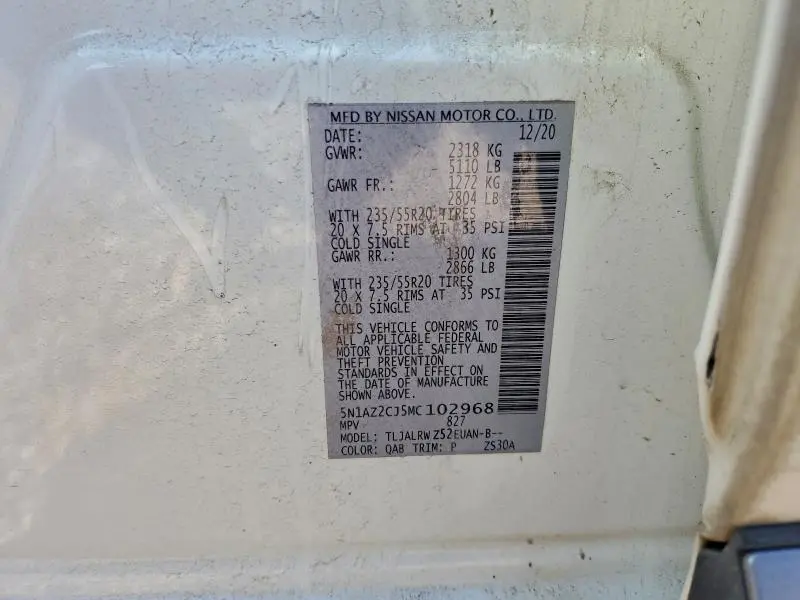 MFD BY NISSAN MOTOR CO., LTD.
DATE: 12/20
GVWR: 2318 KG
5110 LB
GAWR FR.: 1272 KG
2804 LB
WITH 235/55R20 TIRES
20 X 7.5 RIMS AT 35 PSI
COLD SINGLE
GAWR RR.: 1300 KG
2866 LB
WITH 235/55R20 TIRES
20 X 7.5 RIMS AT 35 PSI
COLD SINGLE
THIS VEHICLE CONFORMS TO
ALL APPLICABLE FEDERAL
MOTOR VEHICLE SAFETY AND
THEFT PREVENTION
STANDARDS IN EFFECT ON
THE DATE OF MANUFACTURE
SHOWN ABOVE.
5N1AZ2CJ5MC102968
MPV 827
MODEL: TLJALRWZ52EUAN-B--
COLOR: QAB TRIM: P ZS30A